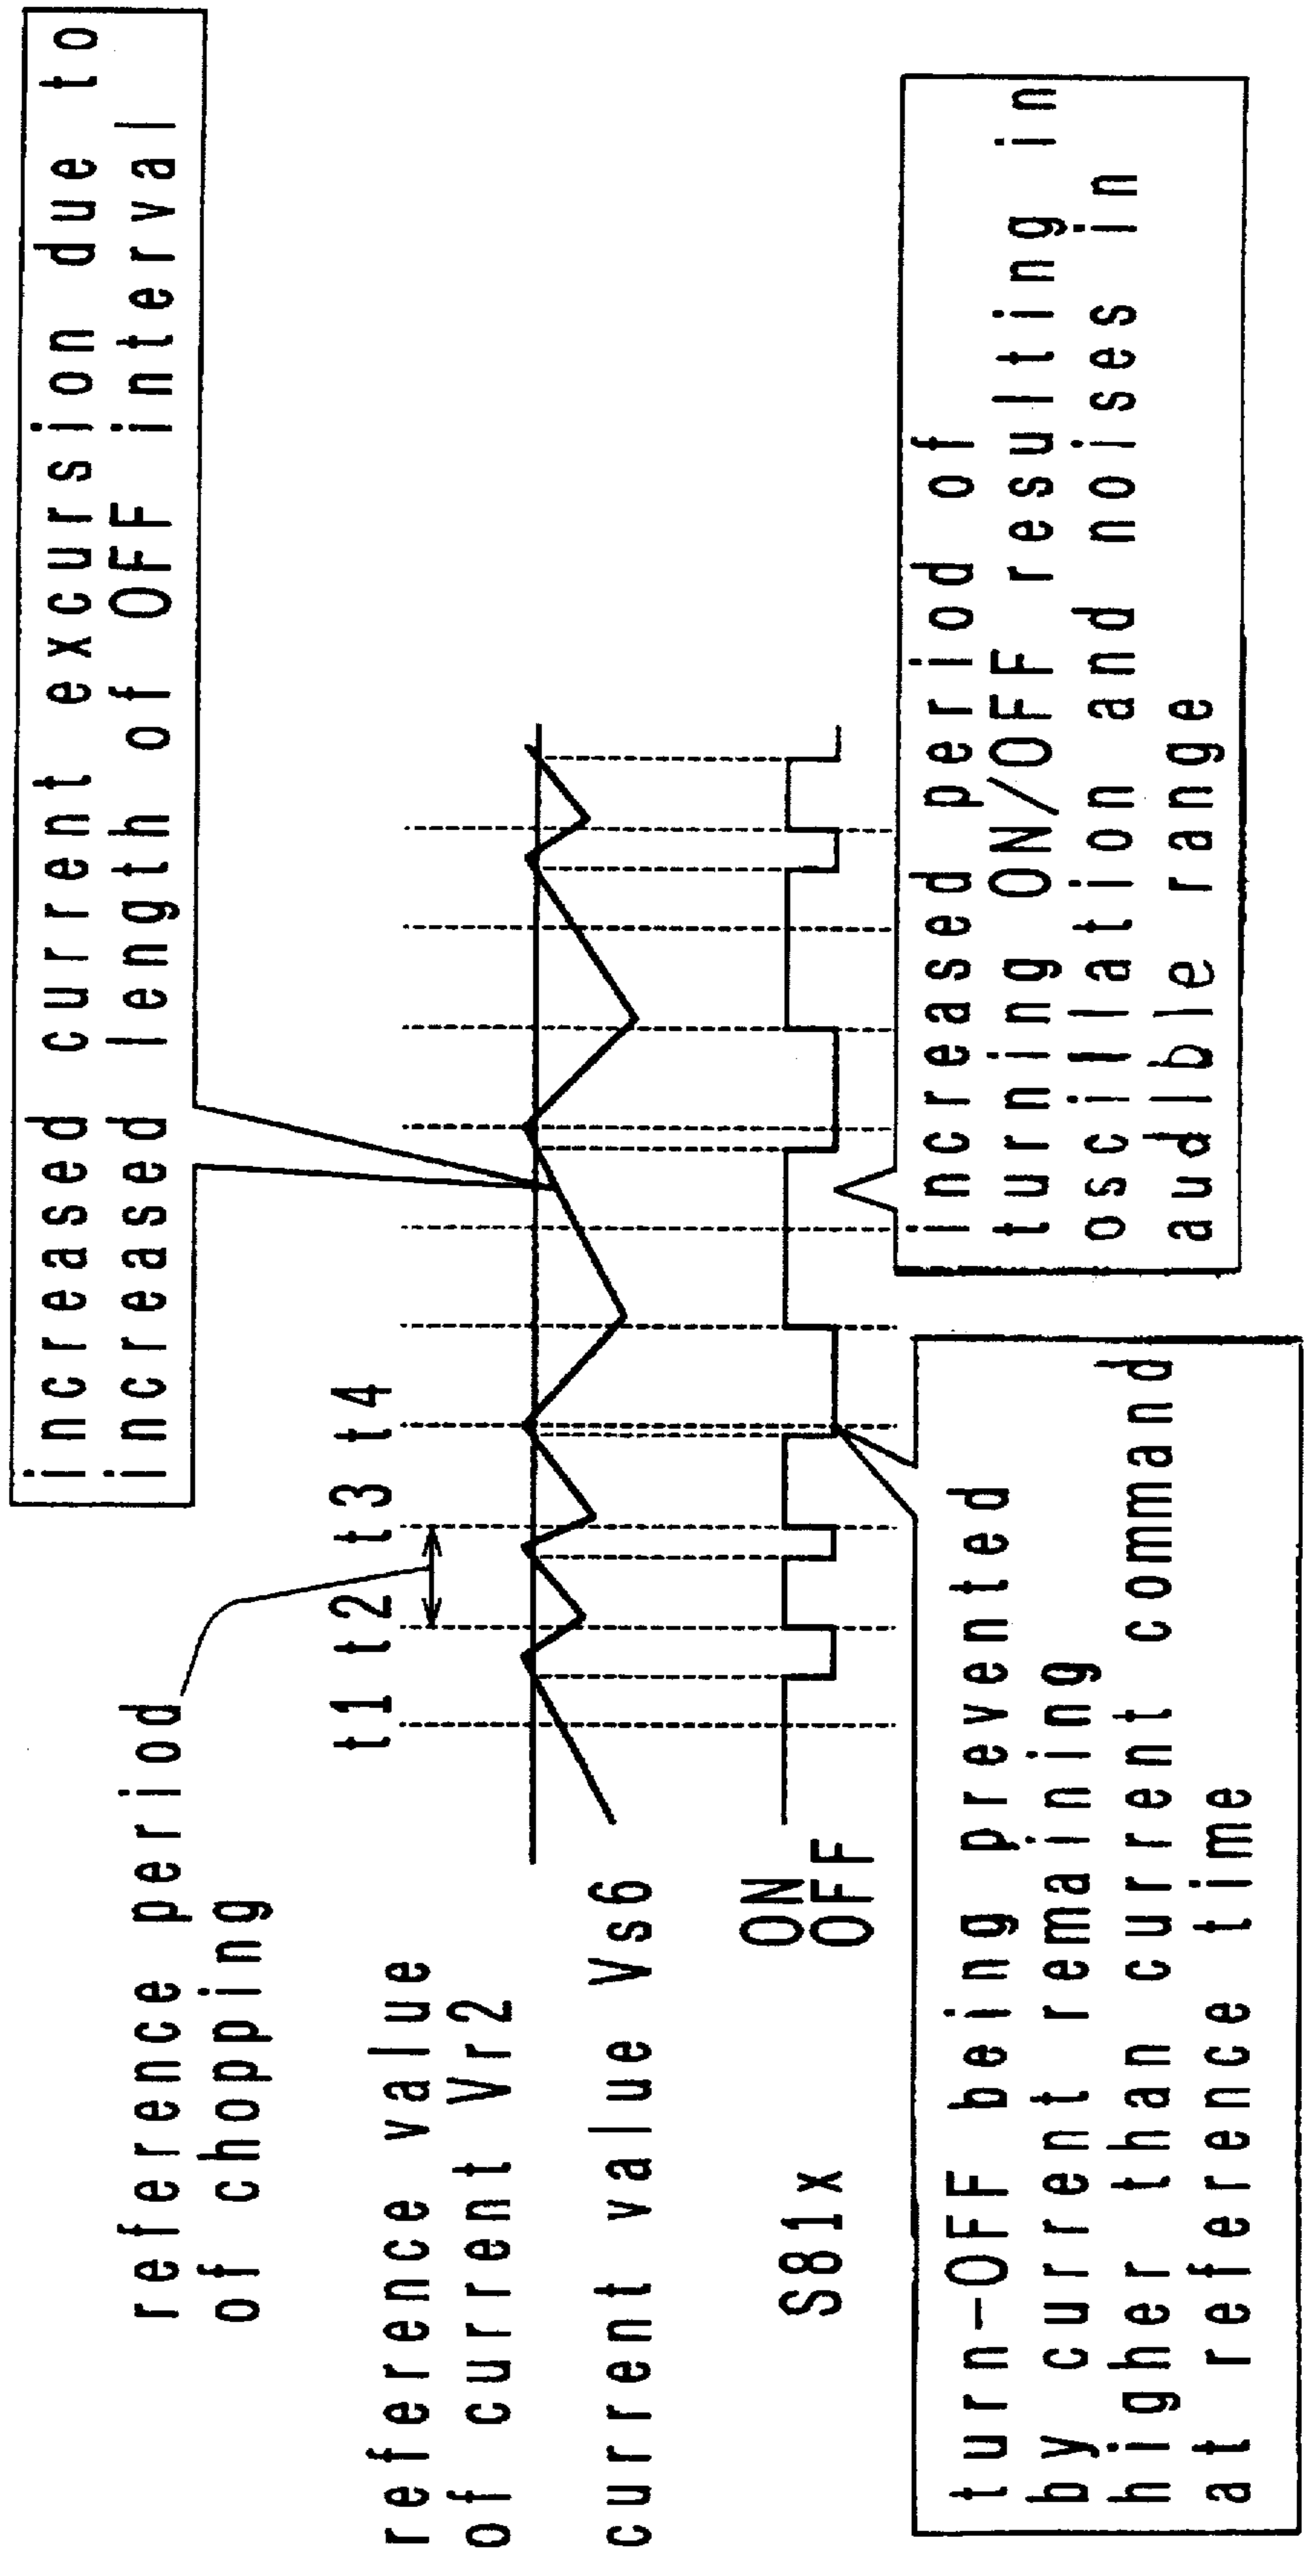 increased current excursion due to
increased length of OFF interval
reference period
of chopping
t1 t2 t3 t4
reference value
of current Vr2
current value Vs6
S81x
ON
OFF
increased period of
turning ON/OFF resulting in
oscillation and noises in
audible range
turn-OFF being prevented
by current remaining
higher than current command
at reference time